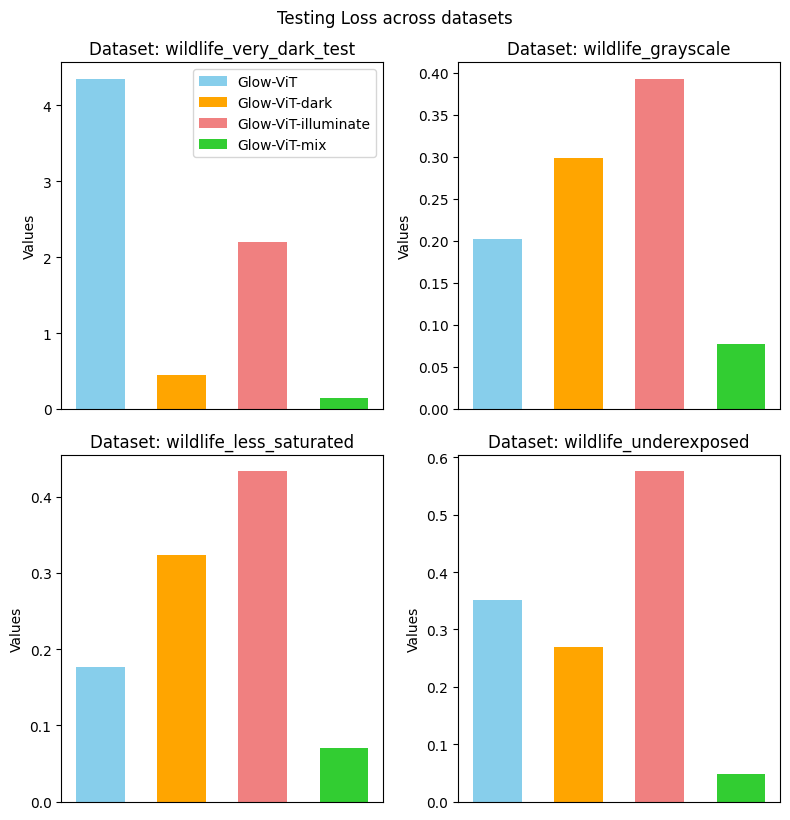 Testing Loss across datasets
Dataset: wildlife_very_dark_test
Values
4
3
2
1
0
Glow-ViT
Glow-ViT-dark
Glow-ViT-illuminate
Glow-ViT-mix
Dataset: wildlife_grayscale
Values
0.40
0.35
0.30
0.25
0.20
0.15
0.10
0.05
0.00
Dataset: wildlife_less_saturated
Values
0.4
0.3
0.2
0.1
0.0
Dataset: wildlife_underexposed
Values
0.6
0.5
0.4
0.3
0.2
0.1
0.0